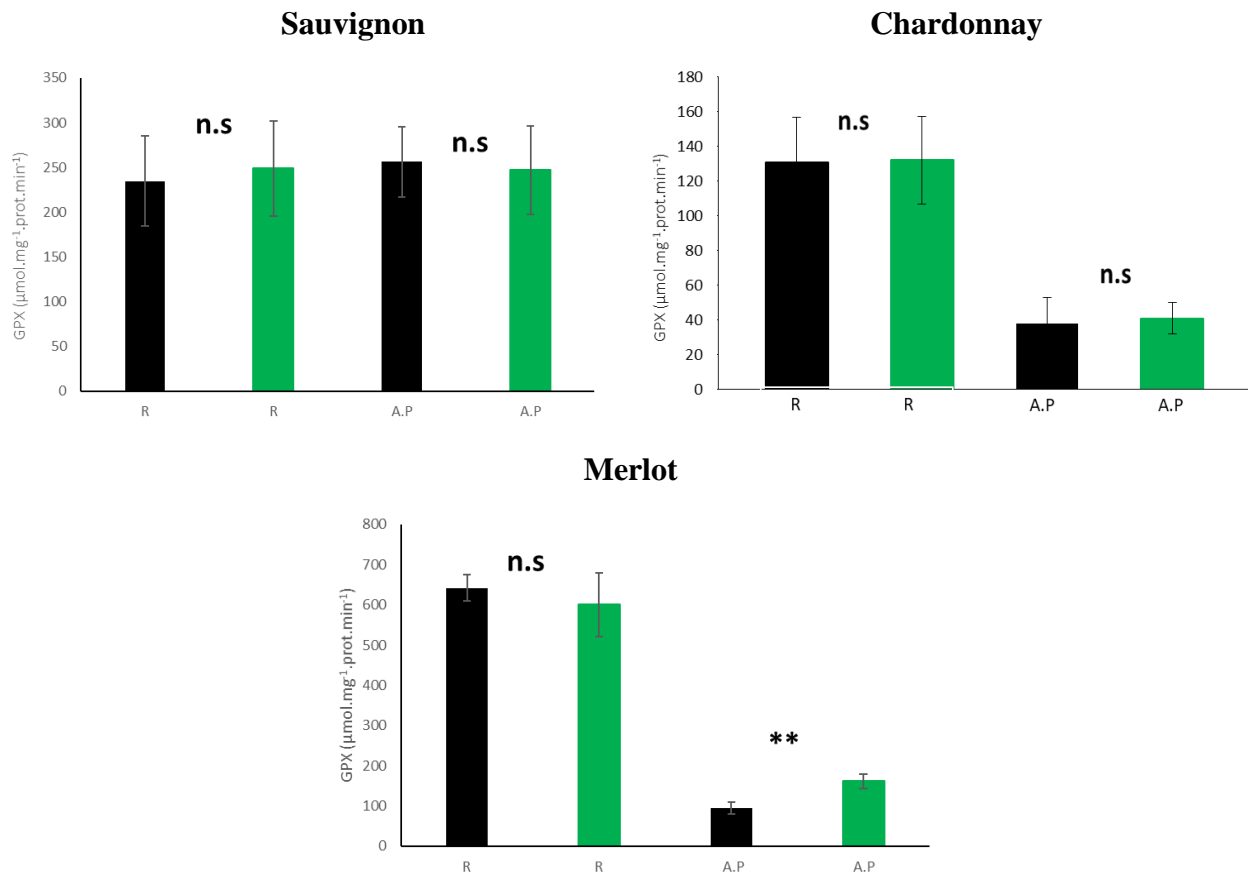 Sauvignon
GPX (µmol.mg⁻¹.prot.min⁻¹)
350
300
250
200
150
100
50
0
n.s
n.s
R
R
A.P
A.P
Chardonnay
GPX (µmol.mg⁻¹.prot.min⁻¹)
180
160
140
120
100
80
60
40
20
0
n.s
n.s
R
R
A.P
A.P
Merlot
GPX (µmol.mg⁻¹.prot.min⁻¹)
800
700
600
500
400
300
200
100
0
n.s
**
R
R
A.P
A.P